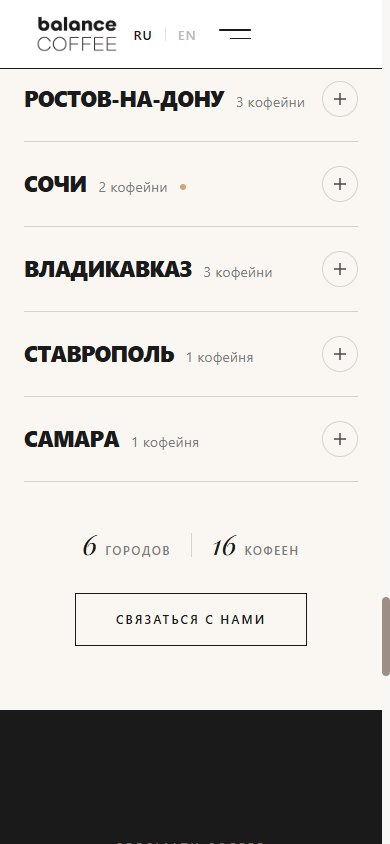 balance
COFFEE
RU EN
РОСТОВ-НА-ДОНУ 3 кофейни
СОЧИ 2 кофейни
ВЛАДИКАВКАЗ 3 кофейни
СТАВРОПОЛЬ 1 кофейня
САМАРА 1 кофейня
6 ГОРОДОВ 16 КОФЕЕН
СВЯЗАТЬСЯ С НАМИ